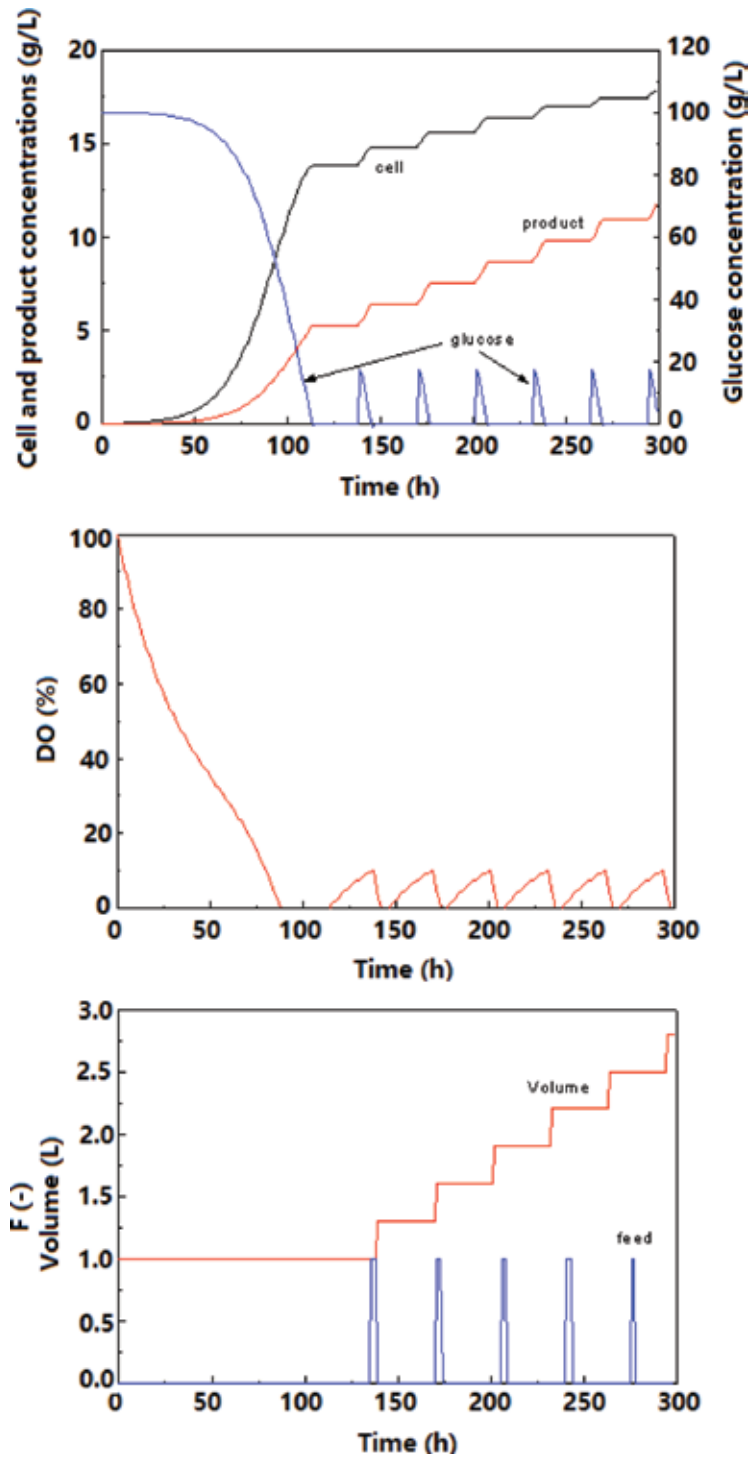 Cell and product concentrations (g/L)
20
15
10
5
0
120
100
80
60
40
20
0
Glucose concentration (g/L)
cell
product
glucose
0 50 100 150 200 250 300
Time (h)
DO (%)
100
80
60
40
20
0
0 50 100 150 200 250 300
Time (h)
F (-)
Volume (L)
3.0
2.5
2.0
1.5
1.0
0.5
0.0
Volume
feed
0 50 100 150 200 250 300
Time (h)